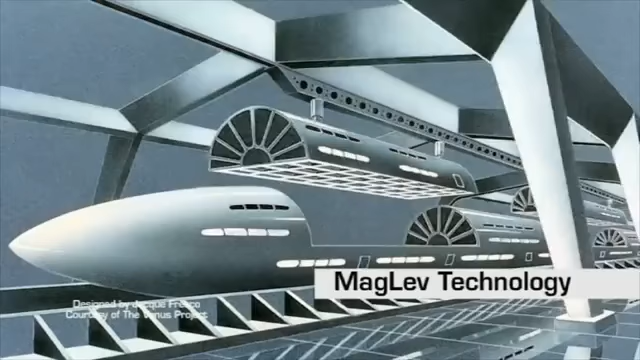 MagLev Technology
Designed by Jacque Fresco
Courtesy of The Venus Project